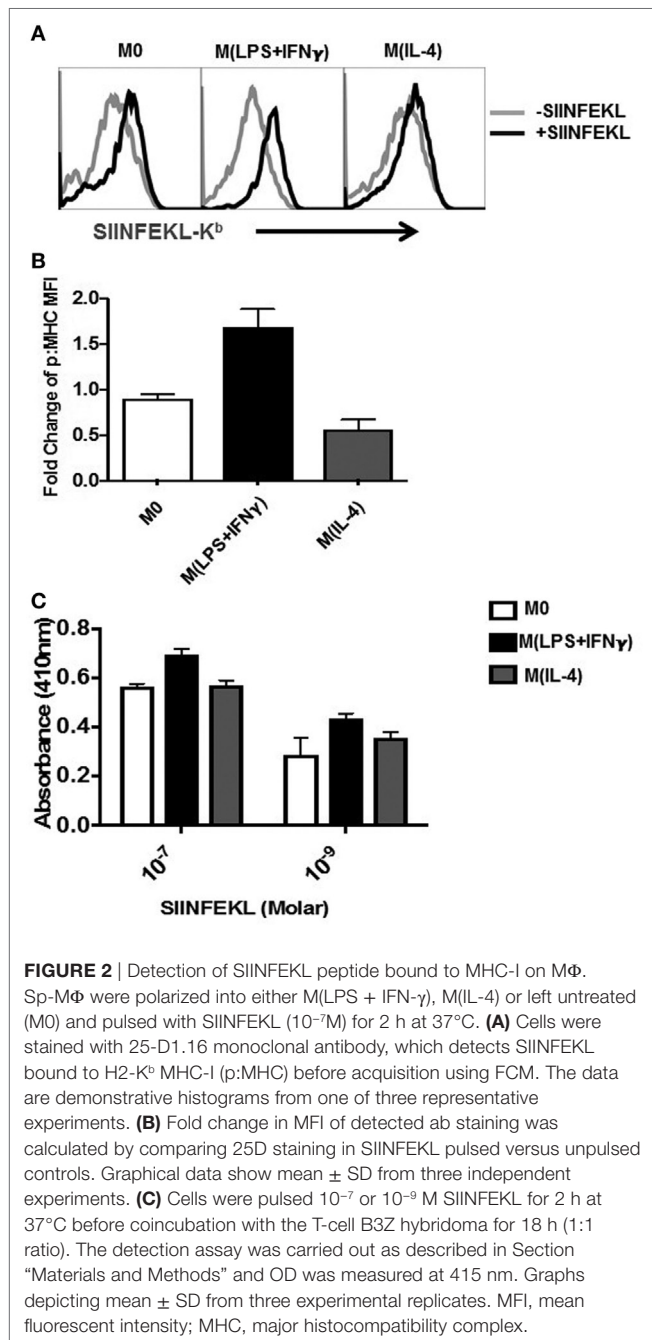 A
M0 M(LPS+IFNγ) M(IL-4)
-SIINFEKL
+SIINFEKL
SIINFEKL-Kᵇ
B
Fold Change of p:MHC MFI
2.0
1.5
1.0
0.5
0.0
M0
M(LPS+IFNγ)
M(IL-4)
C
M0
M(LPS+IFNγ)
M(IL-4)
Absorbance (410nm)
0.8
0.6
0.4
0.2
0.0
10⁻⁷
10⁻⁹
SIINFEKL (Molar)
FIGURE 2 | Detection of SIINFEKL peptide bound to MHC-I on MΦ.
Sp-MΦ were polarized into either M(LPS + IFN-γ), M(IL-4) or left untreated
(M0) and pulsed with SIINFEKL (10⁻⁷M) for 2 h at 37°C. (A) Cells were
stained with 25-D1.16 monoclonal antibody, which detects SIINFEKL
bound to H2-Kᵇ MHC-I (p:MHC) before acquisition using FCM. The data
are demonstrative histograms from one of three representative
experiments. (B) Fold change in MFI of detected ab staining was
calculated by comparing 25D staining in SIINFEKL pulsed versus unpulsed
controls. Graphical data show mean ± SD from three independent
experiments. (C) Cells were pulsed 10⁻⁷ or 10⁻⁹ M SIINFEKL for 2 h at
37°C before coincubation with the T-cell B3Z hybridoma for 18 h (1:1
ratio). The detection assay was carried out as described in Section
“Materials and Methods” and OD was measured at 415 nm. Graphs
depicting mean ± SD from three experimental replicates. MFI, mean
fluorescent intensity; MHC, major histocompatibility complex.